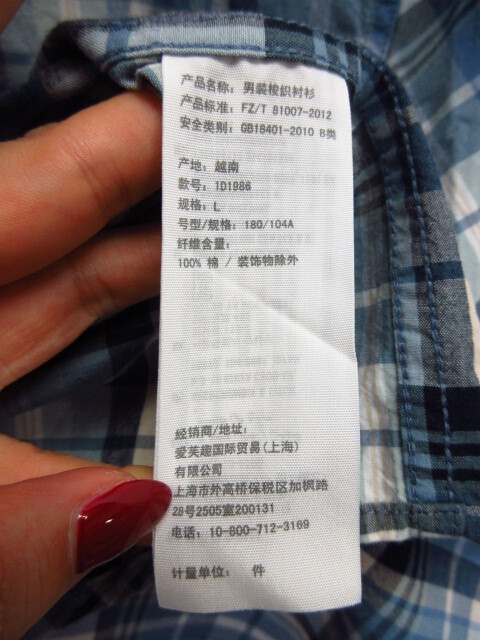 产品名称: 男装梭织衬衫
产品标准: FZ/T 81007-2012
安全类别: GB18401-2010 B类
产地: 越南
款号: 1D1986
规格: L
号型/规格: 180/104A
纤维含量:
100% 棉 / 装饰物除外
经销商/地址:
爱芙趣国际贸易(上海)
有限公司
上海市外高桥保税区加枫路
28号2505室200131
电话: 10-800-712-3169
计量单位: 件